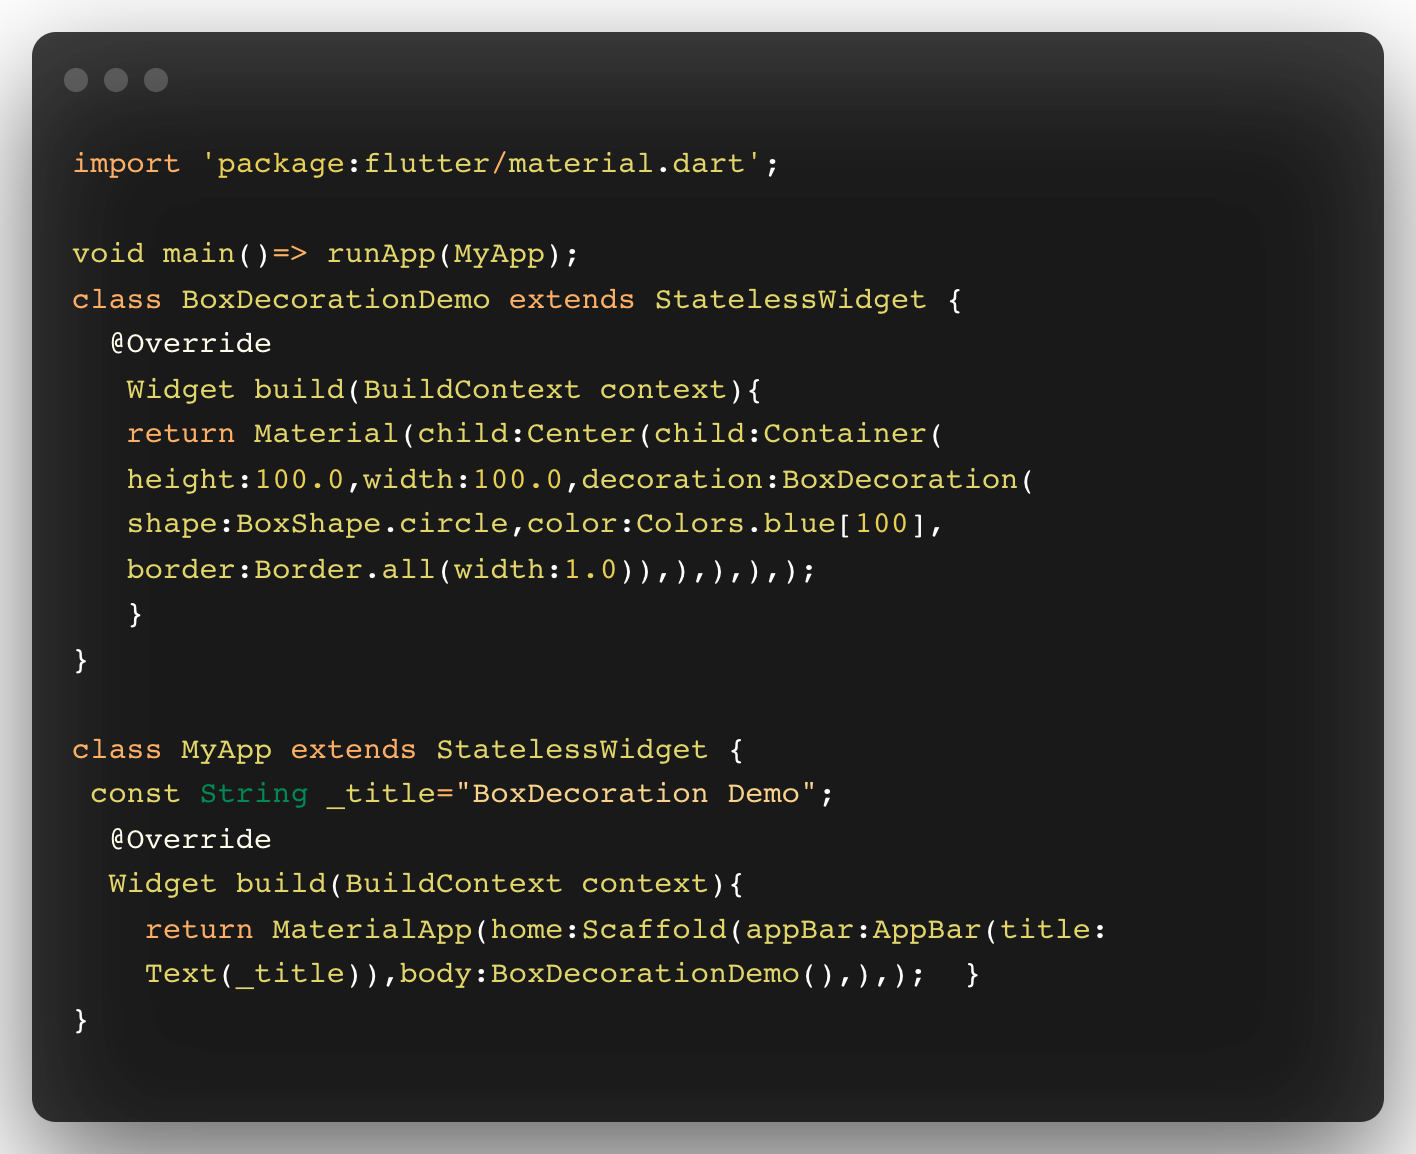 import 'package:flutter/material.dart';
void main()=> runApp(MyApp);
class BoxDecorationDemo extends StatelessWidget {
@Override
Widget build(BuildContext context){
return Material(child:Center(child:Container(
height:100.0,width:100.0,decoration:BoxDecoration(
shape:BoxShape.circle,color:Colors.blue[100],
border:Border.all(width:1.0)),),),),);
}
}
class MyApp extends StatelessWidget {
const String _title="BoxDecoration Demo";
@Override
Widget build(BuildContext context){
return MaterialApp(home:Scaffold(appBar:AppBar(title:
Text(_title)),body:BoxDecorationDemo(),),);  }
}